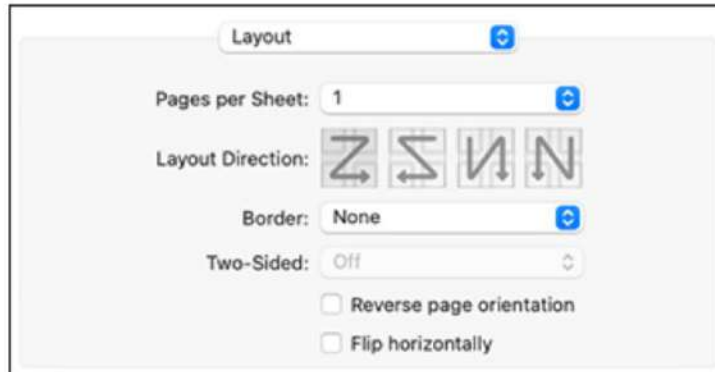 Layout
Pages per Sheet: 1
Layout Direction:
Border: None
Two-Sided: Off
Reverse page orientation
Flip horizontally